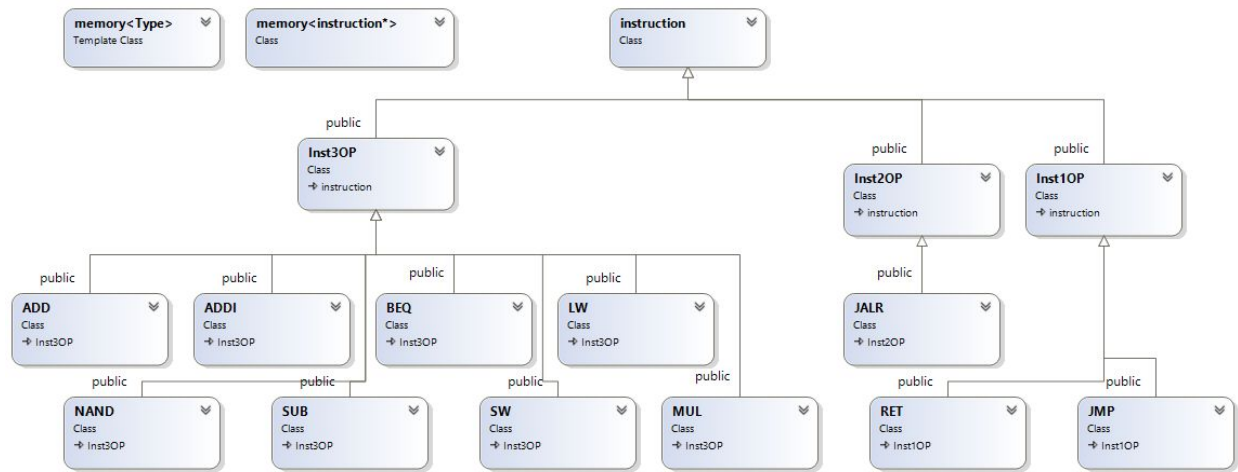 memory<Type>
Template Class
memory<instruction*>
Class
instruction
Class
public
Inst3OP
Class
instruction
public
Inst2OP
Class
instruction
public
Inst1OP
Class
instruction
public
ADD
Class
Inst3OP
public
ADDI
Class
Inst3OP
public
BEQ
Class
Inst3OP
public
LW
Class
Inst3OP
public
JALR
Class
Inst2OP
public
NAND
Class
Inst3OP
public
SUB
Class
Inst3OP
public
SW
Class
Inst3OP
public
MUL
Class
Inst3OP
public
RET
Class
Inst1OP
public
JMP
Class
Inst1OP